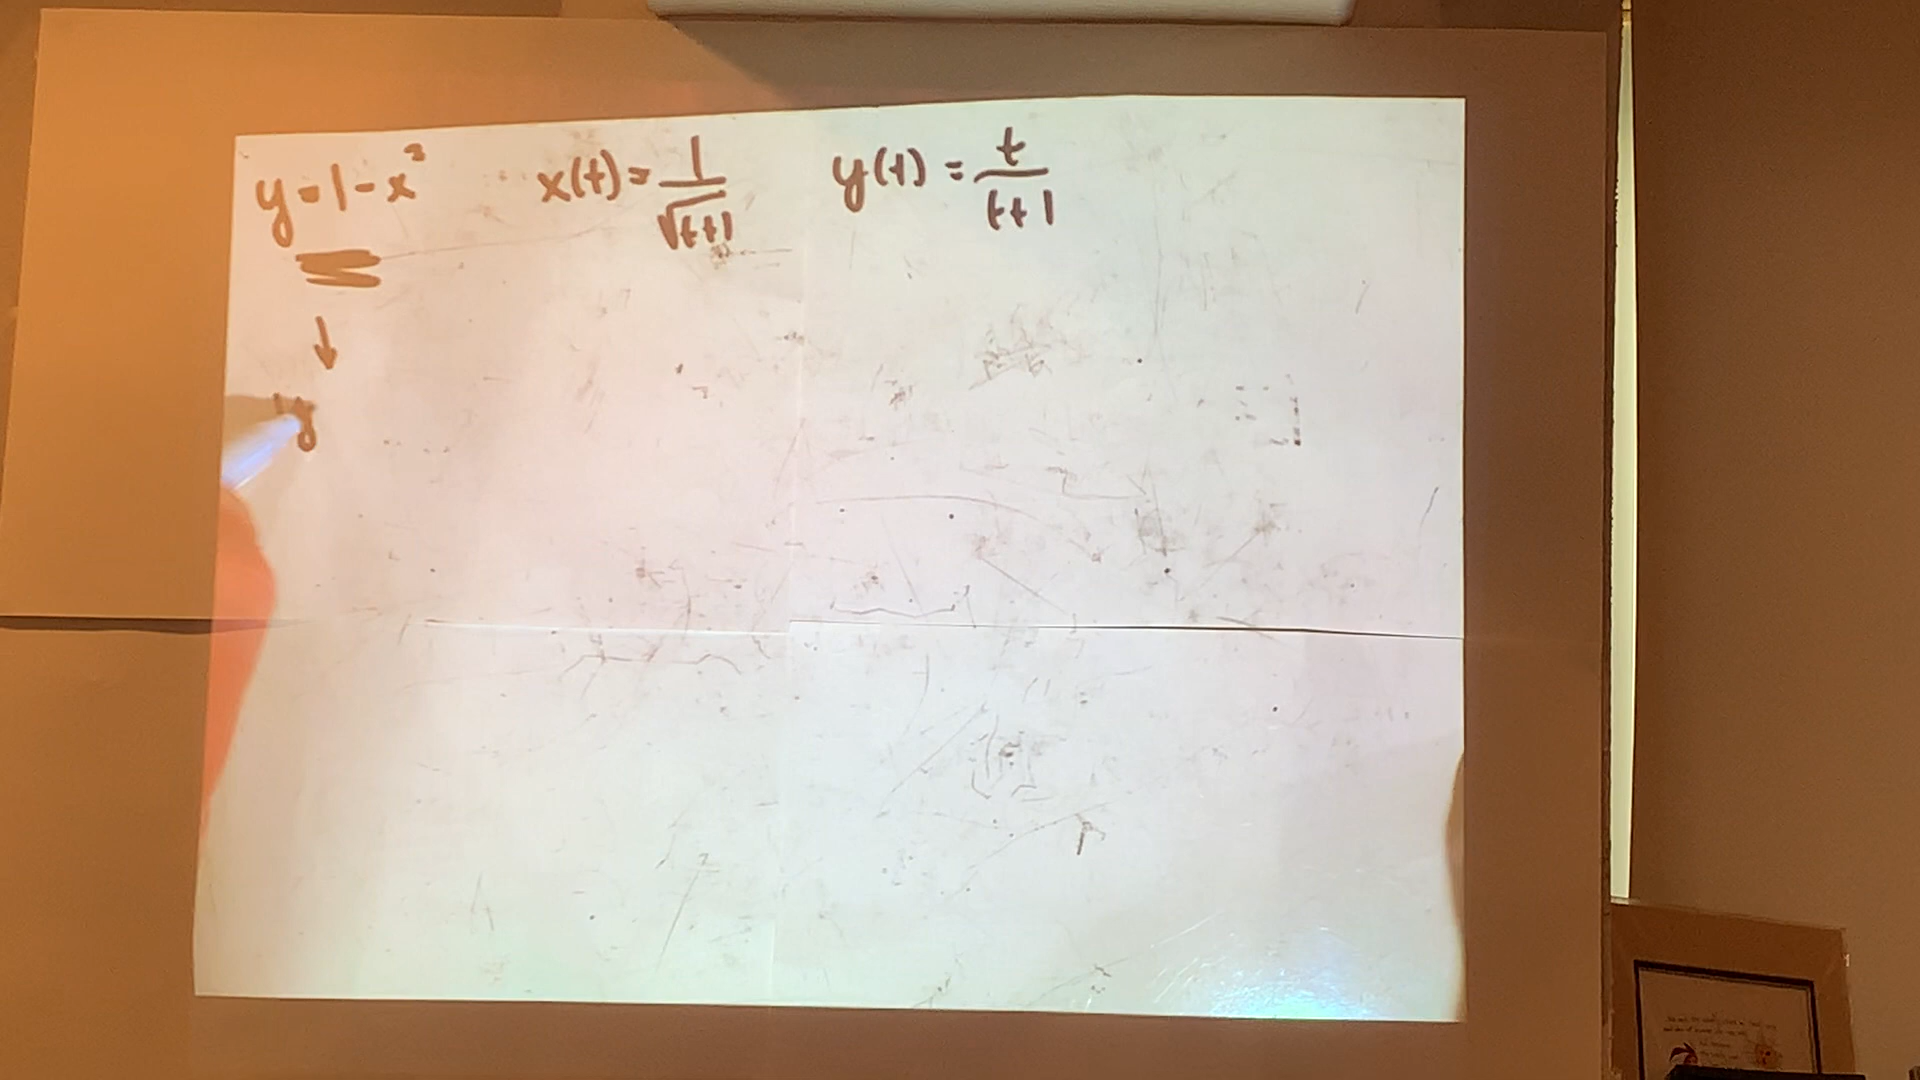 y=1-x² x(t)=1/√t+1 y(t)=t/t+1
↓
y